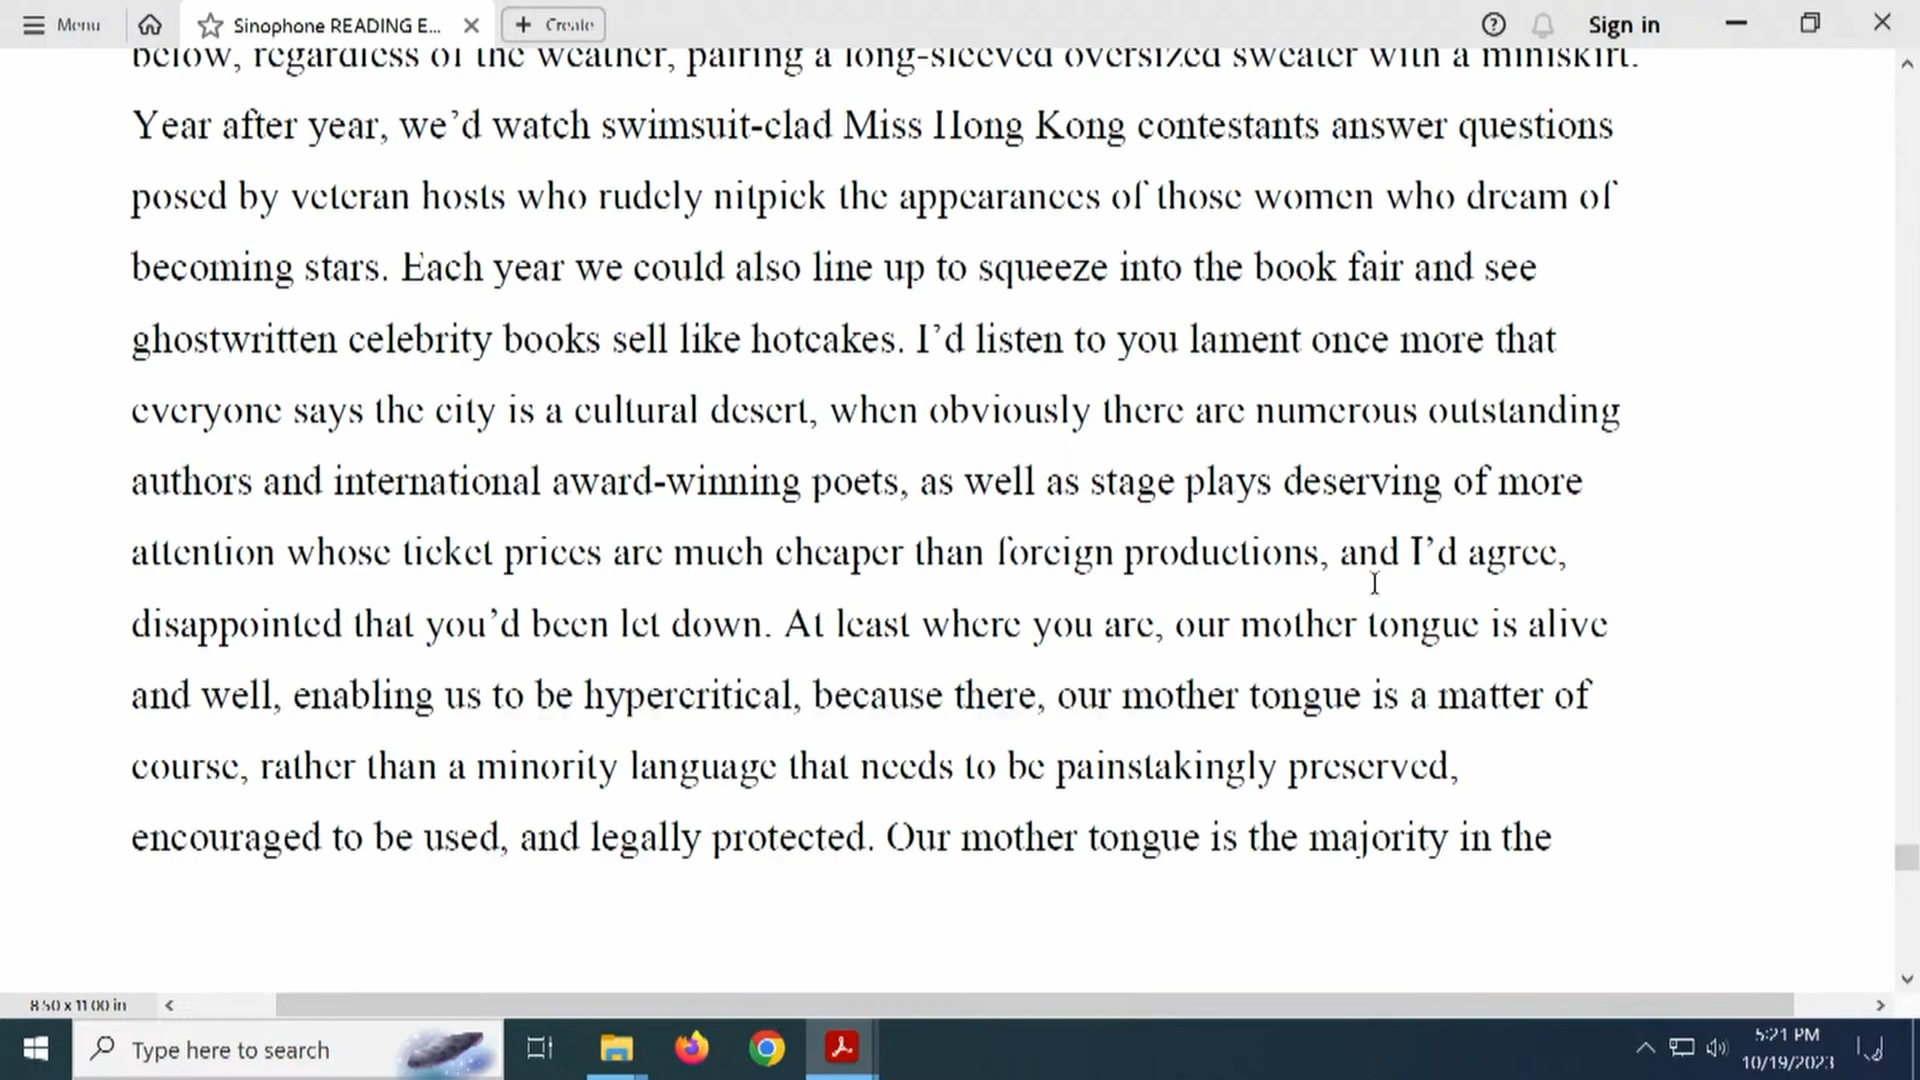 Menu
Sinophone READING E...
Create
Sign in
below, regardless of the weather, pairing a long-sleeved oversized sweater with a miniskirt.
Year after year, we'd watch swimsuit-clad Miss Hong Kong contestants answer questions
posed by veteran hosts who rudely nitpick the appearances of those women who dream of
becoming stars. Each year we could also line up to squeeze into the book fair and see
ghostwritten celebrity books sell like hotcakes. I'd listen to you lament once more that
everyone says the city is a cultural desert, when obviously there are numerous outstanding
authors and international award-winning poets, as well as stage plays deserving of more
attention whose ticket prices are much cheaper than foreign productions, and I'd agree,
disappointed that you'd been let down. At least where you are, our mother tongue is alive
and well, enabling us to be hypercritical, because there, our mother tongue is a matter of
course, rather than a minority language that needs to be painstakingly preserved,
encouraged to be used, and legally protected. Our mother tongue is the majority in the
8.50 x 11.00 in
Type here to search
5:21 PM
10/19/2023